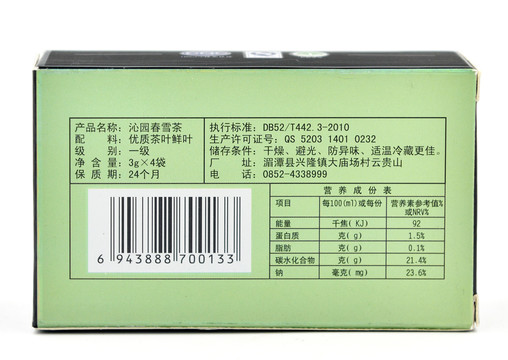 产品名称：沁园春雪茶
配　　料：优质茶叶鲜叶
级　　别：一级
净 含 量：3g×4袋
保 质 期：24个月
执行标准：DB52/T442.3-2010
生产许可证号：QS 5203 1401 0232
储存条件：干燥、避光、防异味、适温冷藏更佳。
厂　　址：湄潭县兴隆镇大庙场村云贵山
电　　话：0852-4338999
营 养 成 份 表
项目 每100(ml)或每份 营养素参考值%或NRV%
能量 千焦(KJ) 92
蛋白质 克(g) 1.5%
脂肪 克(g) 0.1%
碳水化合物 克(g) 21.4%
钠 毫克(mg) 23.6%
6 943888 700133